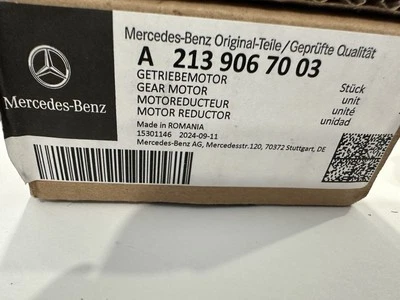 Mercedes-Benz Original-Teile/Geprüfte Qualität
A 213 906 70 03
GETRIEBEMOTOR Stück
GEAR MOTOR unit
MOTOREDUCTEUR unité
MOTOR REDUCTOR unidad
Made in ROMANIA
15301146 2024-09-11
Mercedes-Benz AG, Mercedesstr.120, 70372 Stuttgart, DE
Mercedes-Benz